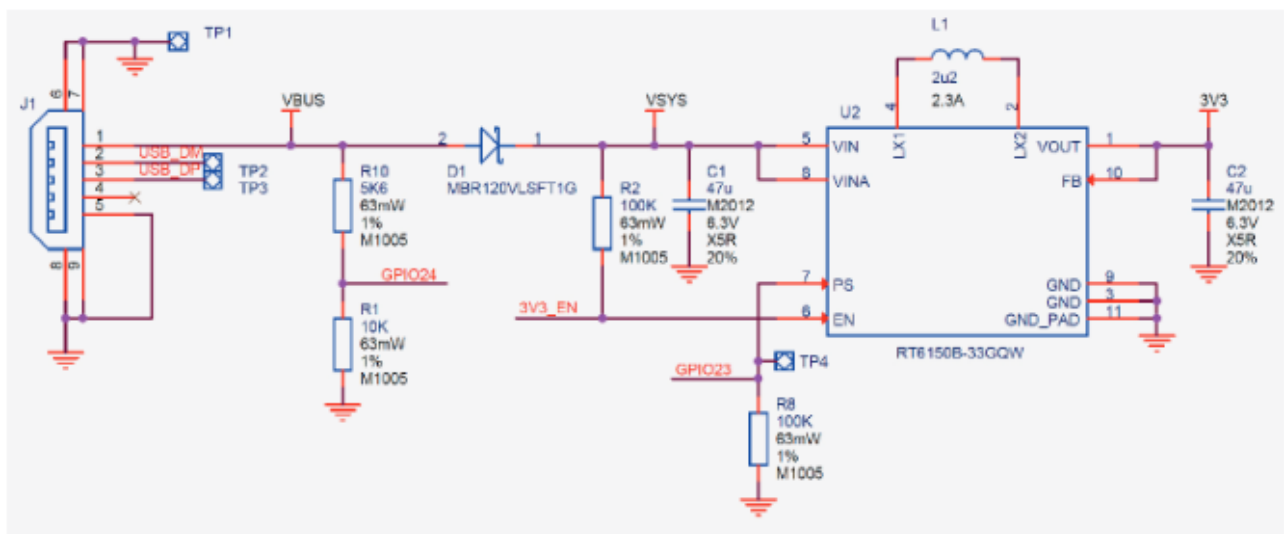 TP1
L1
2u2
2.3A
J1
6
7
VBUS
VSYS
4
2
3V3
U2
1
2
1
5
VIN
LX1
LX2
VOUT
1
2
USB_DM
TP2
8
VINA
FB
10
3
USB_DP
TP3
4
5
R10
5K6
63mW
1%
M1005
D1
MBR120VLSFT1G
R2
100K
63mW
1%
M1005
C1
47u
M2012
6.3V
X5R
20%
C2
47u
M2012
6.3V
X5R
20%
8
9
GPIO24
7
PS
GND
9
GND
3
3V3_EN
6
EN
GND_PAD
11
R1
10K
63mW
1%
M1005
RT6150B-33GQW
TP4
GPIO23
R8
100K
63mW
1%
M1005